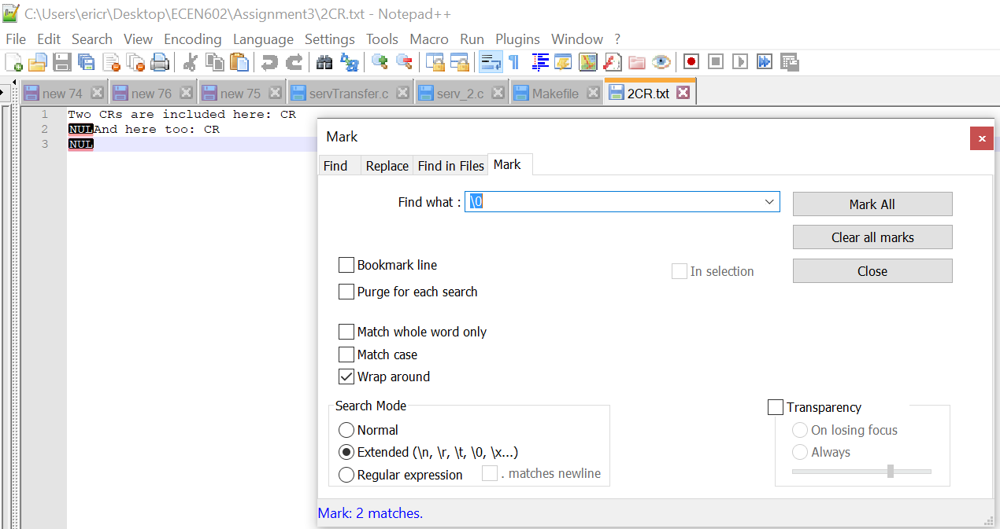 C:\Users\ericr\Desktop\ECEN602\Assignment3\2CR.txt - Notepad++
File Edit Search View Encoding Language Settings Tools Macro Run Plugins Window ?
new 74 new 76 new 75 servTransfer.c serv_2.c Makefile 2CR.txt
1 Two CRs are included here: CR
2 NULAnd here too: CR
3 NUL
Mark
Find Replace Find in Files Mark
Find what : \0
Mark All
Clear all marks
Close
Bookmark line
In selection
Purge for each search
Match whole word only
Match case
Wrap around
Search Mode
Normal
Extended (\n, \r, \t, \0, \x...)
Regular expression . matches newline
Transparency
On losing focus
Always
Mark: 2 matches.